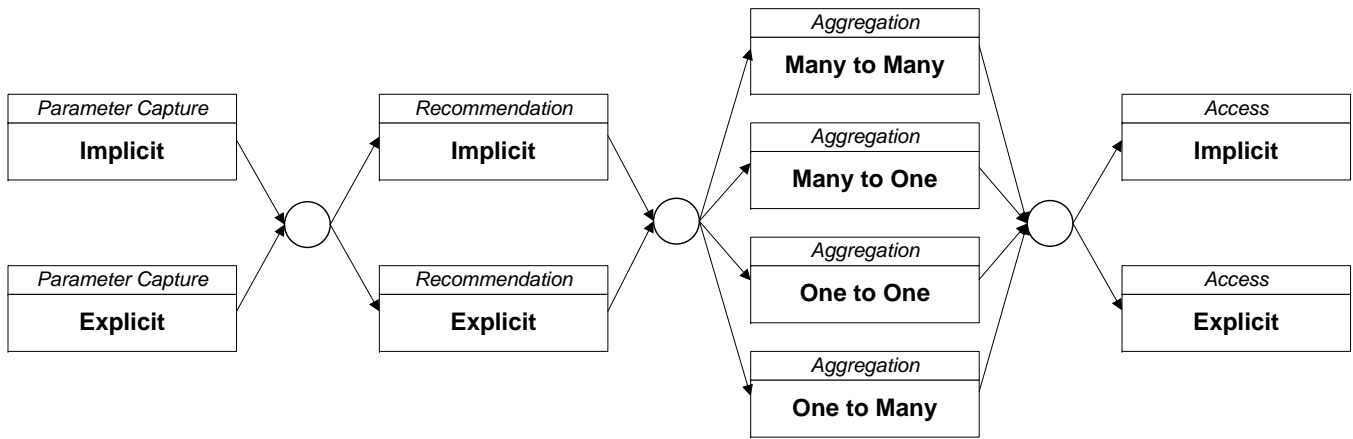 Parameter Capture
Implicit
Parameter Capture
Explicit
Recommendation
Implicit
Recommendation
Explicit
Aggregation
Many to Many
Aggregation
Many to One
Aggregation
One to One
Aggregation
One to Many
Access
Implicit
Access
Explicit